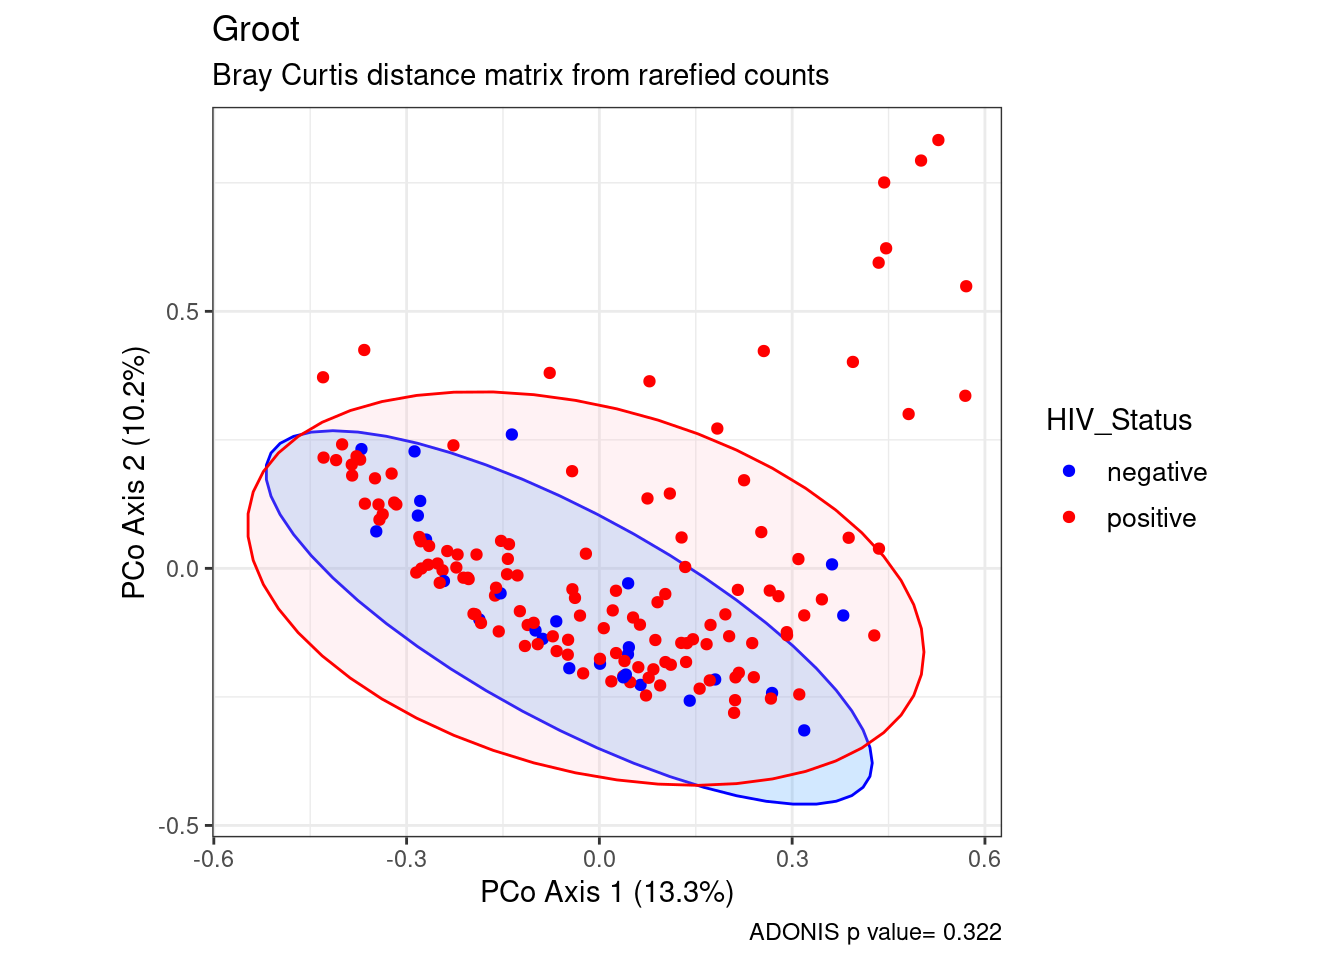 Groot
Bray Curtis distance matrix from rarefied counts
PCo Axis 2 (10.2%)
0.5
0.0
-0.5
-0.6
-0.3
0.0
0.3
0.6
PCo Axis 1 (13.3%)
ADONIS p value= 0.322
HIV_Status
negative
positive